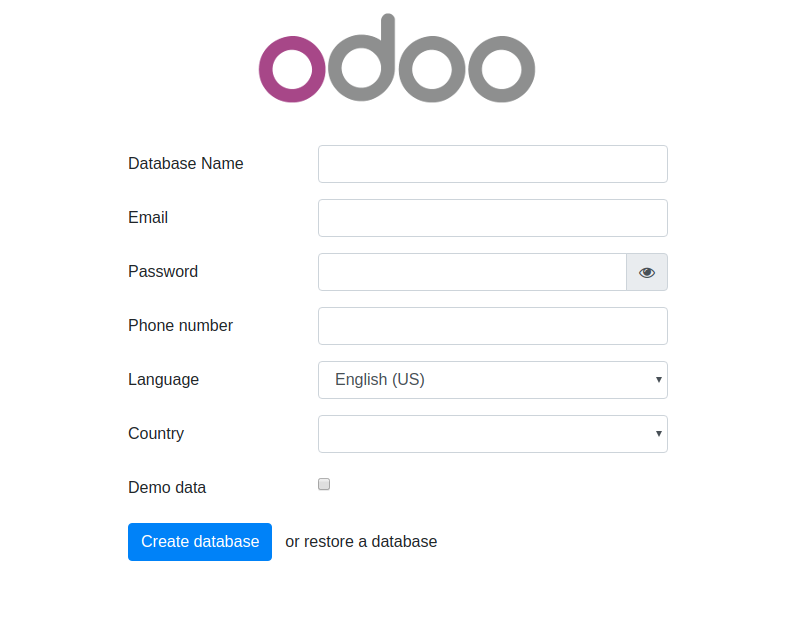 odoo
Database Name
Email
Password
Phone number
Language English (US)
Country
Demo data
Create database or restore a database